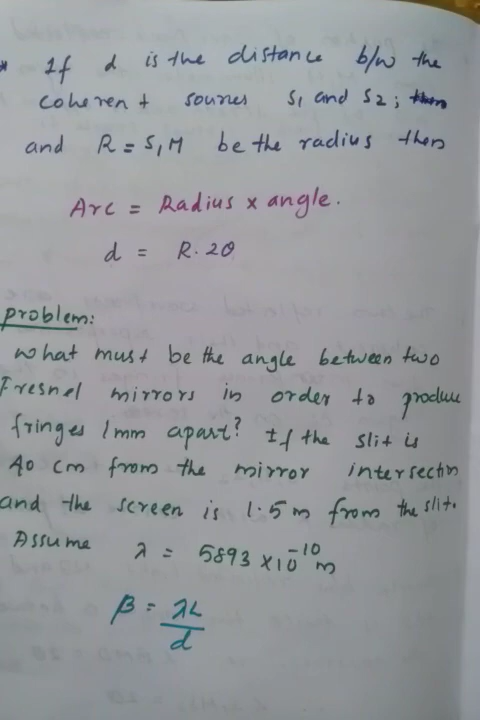 * If d is the distance b/w the
coherent sources S1 and S2;
and R = S1M be the radius then
Arc = Radius x angle.
d = R.2θ
problem:
what must be the angle between two
Fresnel mirrors in order to produce
fringes 1mm apart? If the slit is
40 cm from the mirror intersectin
and the screen is 1.5 m from the slit.
Assume λ = 5893 x 10^-10 m
β = λL/d